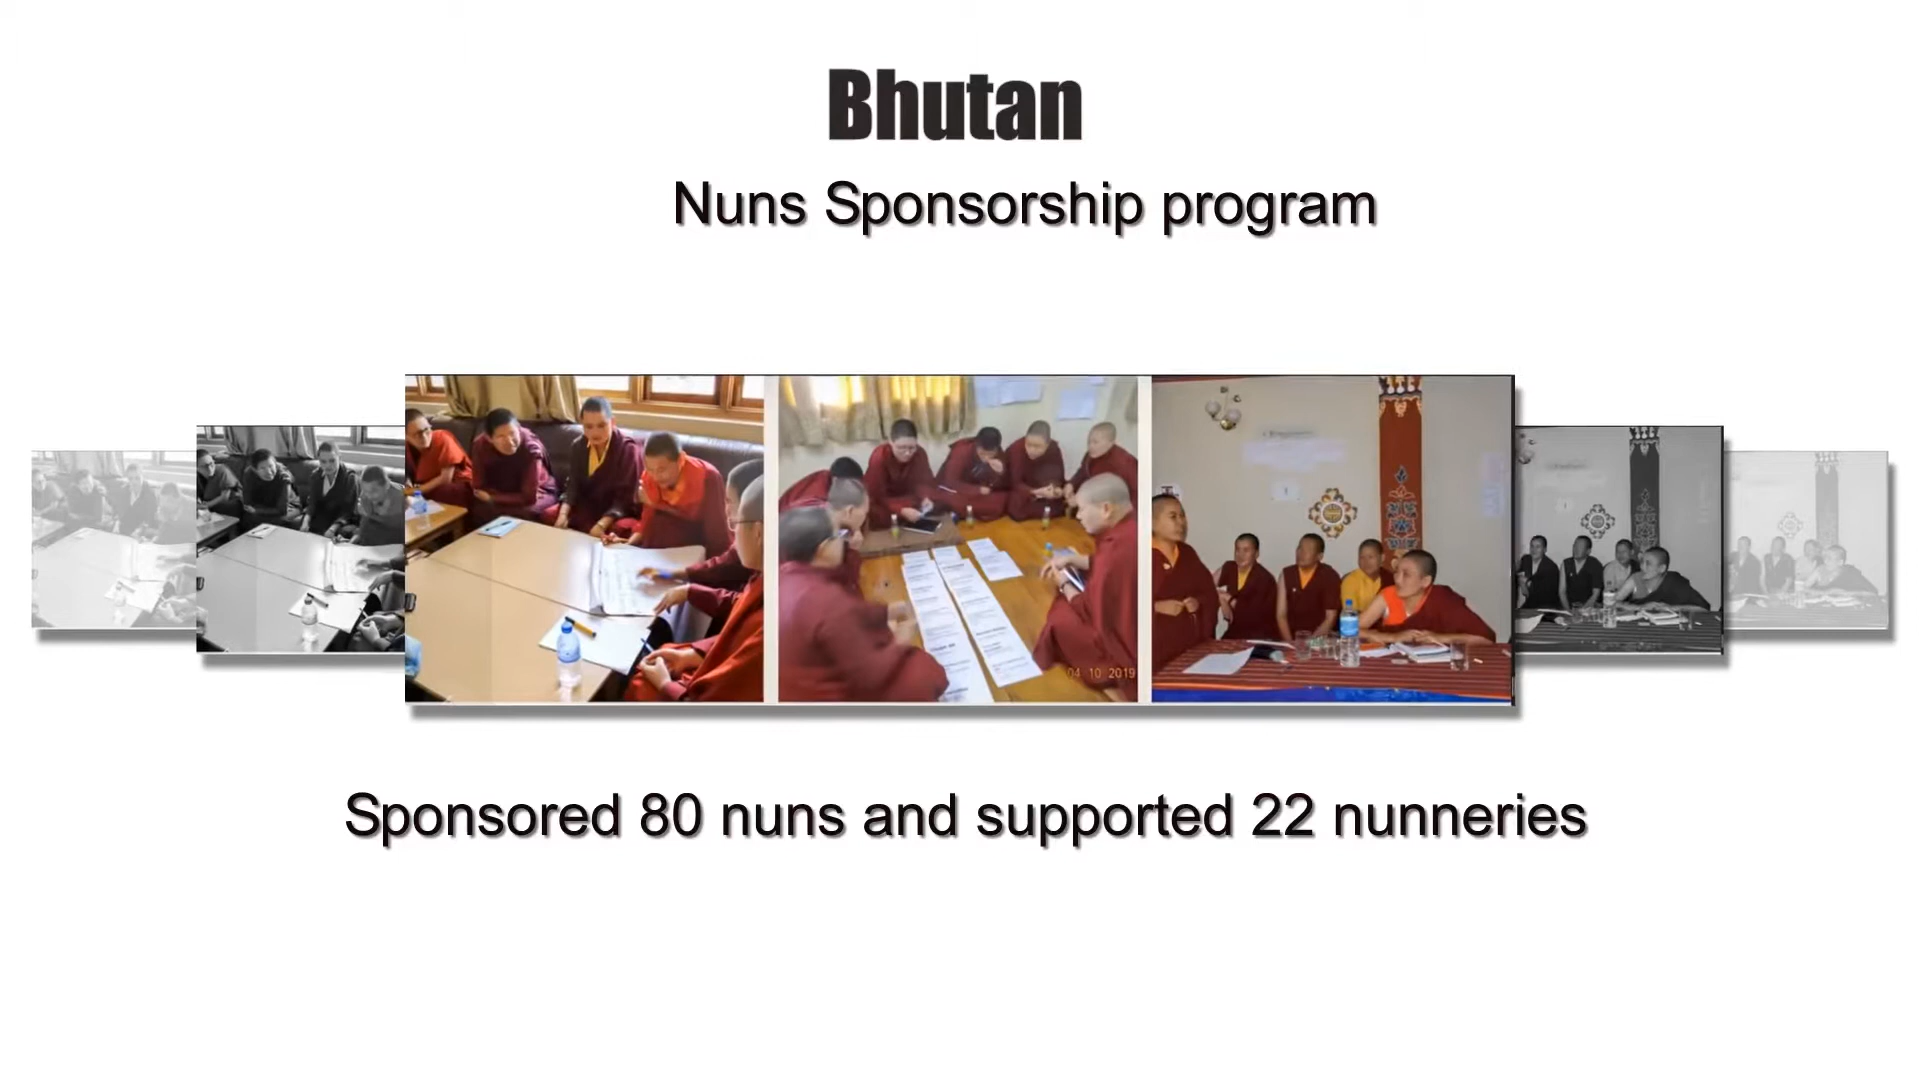 Bhutan
Nuns Sponsorship program
04 10 2019
Sponsored 80 nuns and supported 22 nunneries